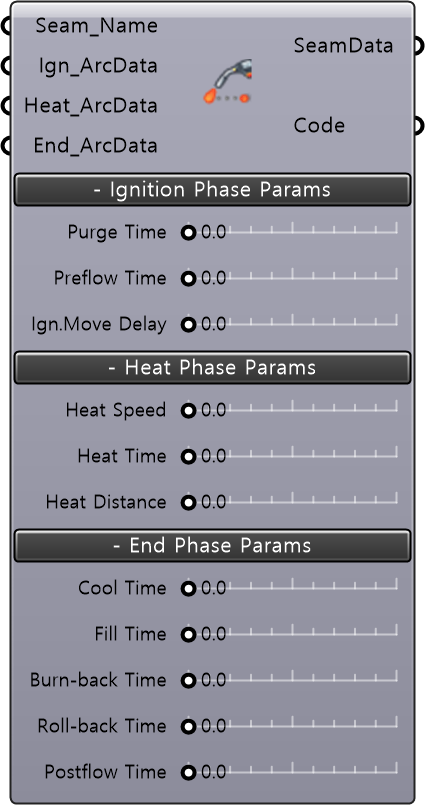 Seam_Name
SeamData
Ign_ArcData
Heat_ArcData
Code
End_ArcData
- Ignition Phase Params
Purge Time 0.0
Preflow Time 0.0
Ign.Move Delay 0.0
- Heat Phase Params
Heat Speed 0.0
Heat Time 0.0
Heat Distance 0.0
- End Phase Params
Cool Time 0.0
Fill Time 0.0
Burn-back Time 0.0
Roll-back Time 0.0
Postflow Time 0.0